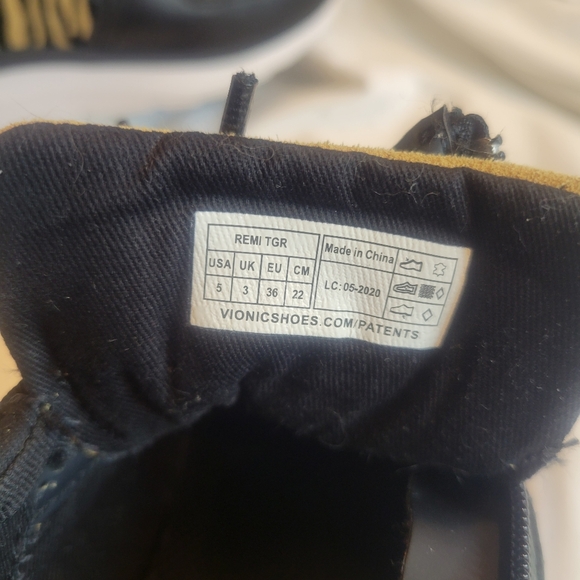 REMI TGR
USA UK EU CM
5 3 36 22
Made in China
LC: 05-2020
VIONICSHOES.COM/PATENTS